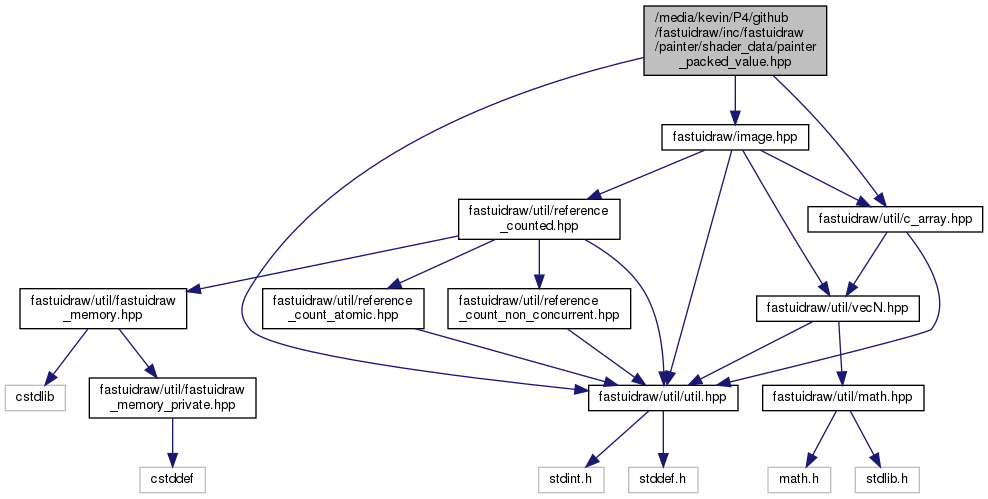 /media/kevin/P4/github
/fastuidraw/inc/fastuidraw
/painter/shader_data/painter
_packed_value.hpp
fastuidraw/image.hpp
fastuidraw/util/reference
_counted.hpp
fastuidraw/util/c_array.hpp
fastuidraw/util/fastuidraw
_memory.hpp
fastuidraw/util/reference
_count_atomic.hpp
fastuidraw/util/reference
_count_non_concurrent.hpp
fastuidraw/util/vecN.hpp
cstdlib
fastuidraw/util/fastuidraw
_memory_private.hpp
fastuidraw/util/util.hpp
fastuidraw/util/math.hpp
cstddef
stdint.h
stddef.h
math.h
stdlib.h